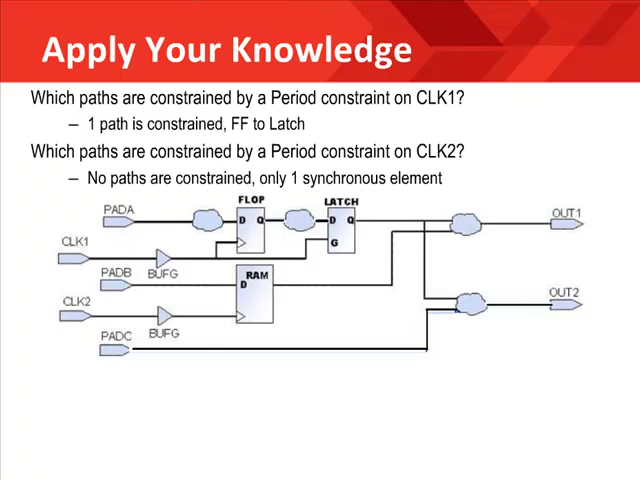 Apply Your Knowledge
Which paths are constrained by a Period constraint on CLK1?
– 1 path is constrained, FF to Latch
Which paths are constrained by a Period constraint on CLK2?
– No paths are constrained, only 1 synchronous element
FLOP LATCH
PADA D Q D Q OUT1
CLK1 G
BUFG
PADB RAM
D
CLK2 OUT2
BUFG
PADC